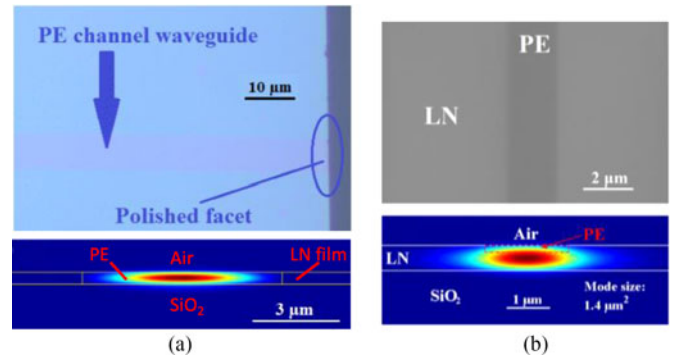 PE channel waveguide
10 µm
Polished facet
PE
Air
LN film
SiO₂
3 µm
(a)
PE
LN
2 µm
Air
PE
LN
SiO₂
1 µm
Mode size:
1.4 µm²
(b)